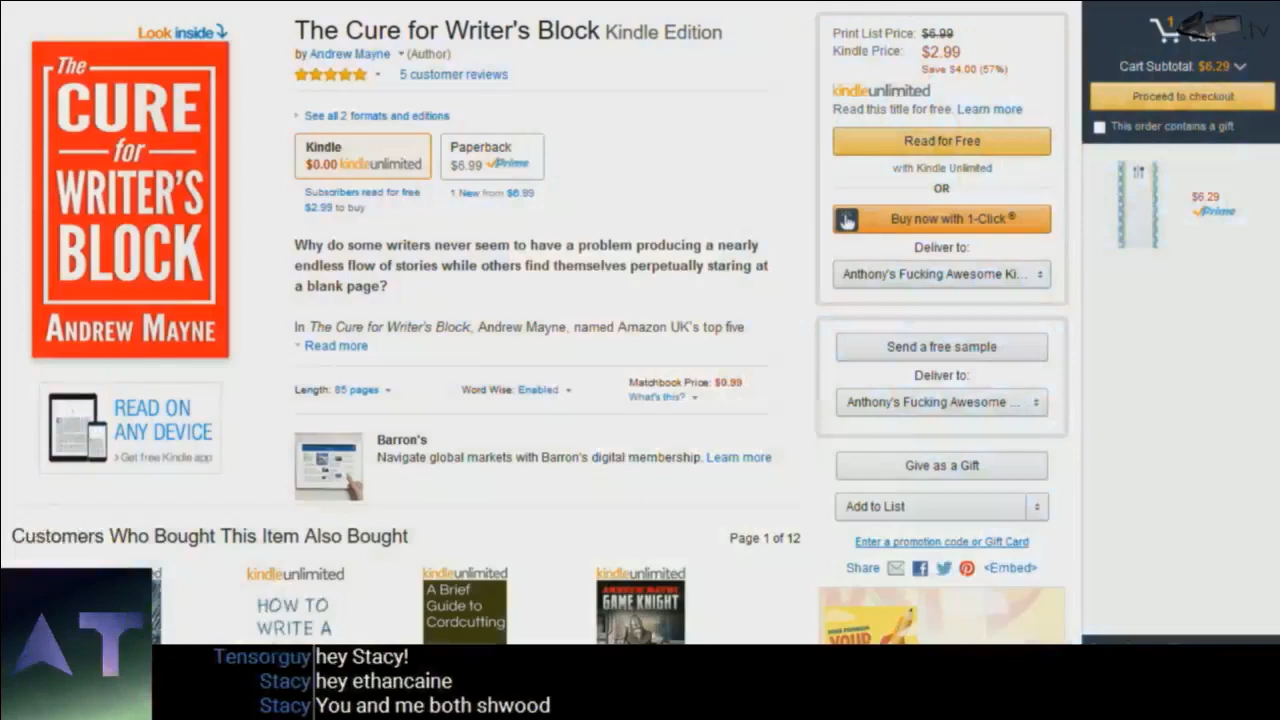 Look inside
The
CURE
for
WRITER'S
BLOCK
ANDREW MAYNE
READ ON
ANY DEVICE
› Get free Kindle app
The Cure for Writer's Block Kindle Edition
by Andrew Mayne (Author)
5 customer reviews
See all 2 formats and editions
Kindle
$0.00 kindleunlimited
Subscribers read for free
$2.99 to buy
Paperback
$6.99 Prime
1 New from $6.99
Why do some writers never seem to have a problem producing a nearly
endless flow of stories while others find themselves perpetually staring at
a blank page?
In The Cure for Writer's Block, Andrew Mayne, named Amazon UK's top five
Read more
Length: 85 pages
Word Wise: Enabled
Matchbook Price: $0.99
What's this?
Barron's
Navigate global markets with Barron's digital membership. Learn more
Print List Price: $6.99
Kindle Price: $2.99
Save $4.00 (57%)
kindleunlimited
Read this title for free. Learn more
Read for Free
with Kindle Unlimited
OR
Buy now with 1-Click®
Deliver to:
Anthony's Fucking Awesome Ki...
Send a free sample
Deliver to:
Anthony's Fucking Awesome ...
Give as a Gift
Add to List
Enter a promotion code or Gift Card
Share <Embed>
1
Cart
.tv
Cart Subtotal: $6.29
Proceed to checkout
This order contains a gift
$6.29
Prime
Customers Who Bought This Item Also Bought
Page 1 of 12
kindleunlimited
HOW TO
WRITE A
kindleunlimited
A Brief
Guide to
Cordcutting
kindleunlimited
ANDREW MAYNE
GAME KNIGHT
YOUR
AT
Tensorguy hey Stacy!
Stacy hey ethancaine
Stacy You and me both shwood